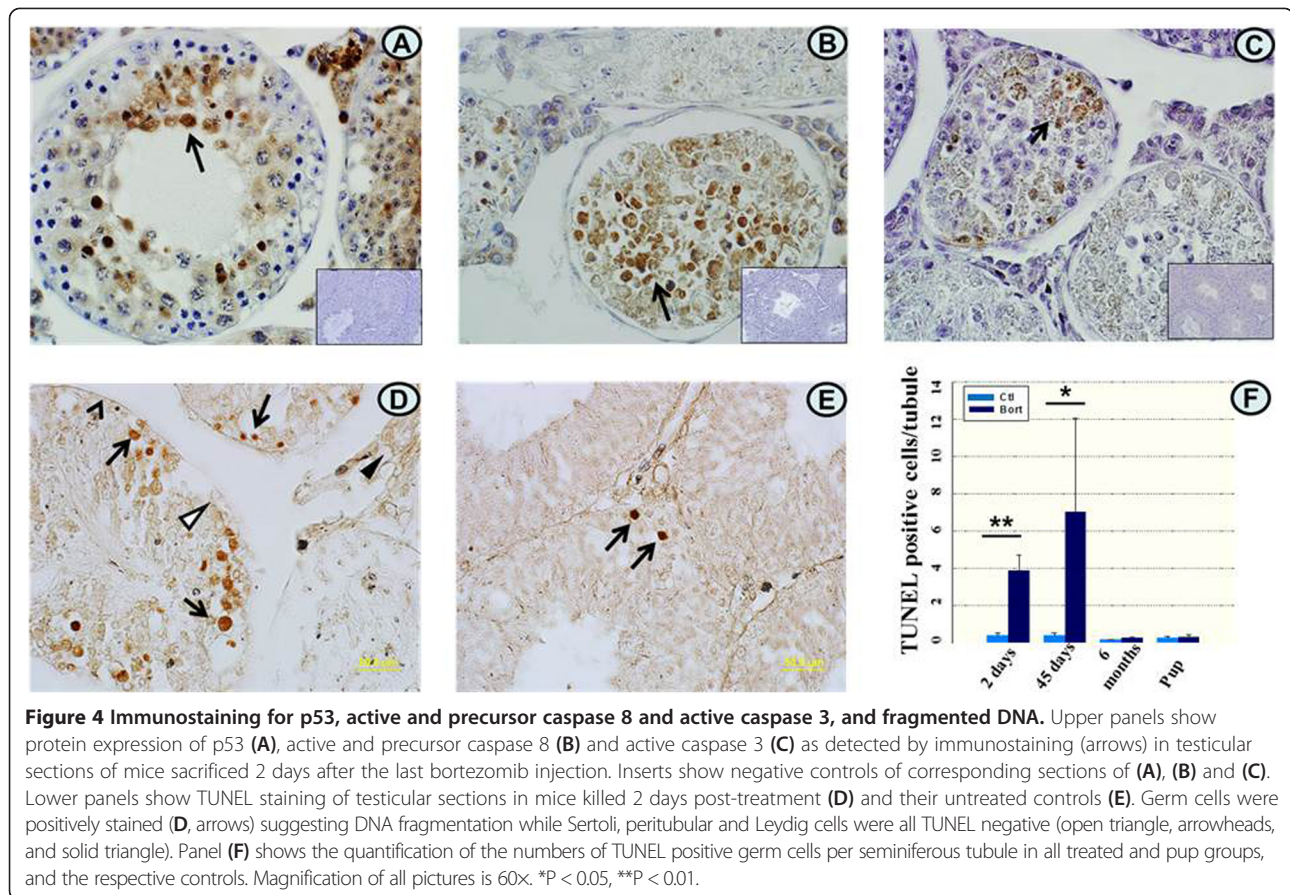 A
B
C
D
E
F
50.0 µm
TUNEL positive cells/tubule
14
12
10
8
6
4
2
0
Ctl
Bort
**
*
2 days
45 days
6 months
Pup
Figure 4 Immunostaining for p53, active and precursor caspase 8 and active caspase 3, and fragmented DNA. Upper panels show
protein expression of p53 (A), active and precursor caspase 8 (B) and active caspase 3 (C) as detected by immunostaining (arrows) in testicular
sections of mice sacrificed 2 days after the last bortezomib injection. Inserts show negative controls of corresponding sections of (A), (B) and (C).
Lower panels show TUNEL staining of testicular sections in mice killed 2 days post-treatment (D) and their untreated controls (E). Germ cells were
positively stained (D, arrows) suggesting DNA fragmentation while Sertoli, peritubular and Leydig cells were all TUNEL negative (open triangle, arrowheads,
and solid triangle). Panel (F) shows the quantification of the numbers of TUNEL positive germ cells per seminiferous tubule in all treated and pup groups,
and the respective controls. Magnification of all pictures is 60×. *P < 0.05, **P < 0.01.